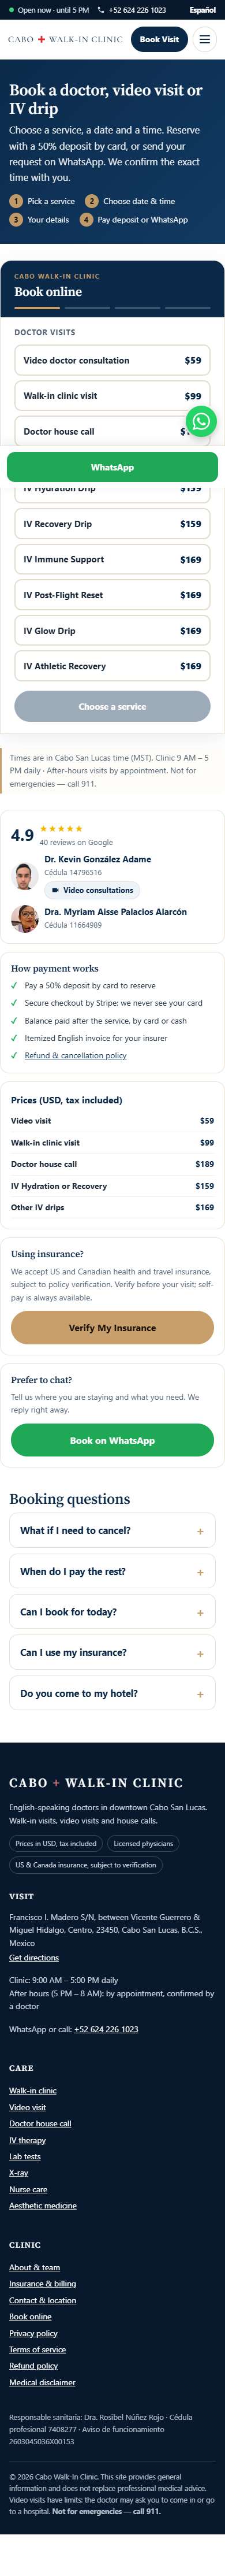 Open now · until 5 PM +52 624 226 1023 Español
CABO + WALK-IN CLINIC Book Visit
Book a doctor, video visit or
IV drip
Choose a service, date and a time. Reserve
with a 50% deposit by card, or send your
request on WhatsApp. We confirm the exact
time with you.
1 Pick a service 2 Choose date & time
3 Your details 4 Pay deposit or WhatsApp
CABO WALK-IN CLINIC
Book online
DOCTOR VISITS
Video doctor consultation $59
Walk-in clinic visit $99
Doctor house call
WhatsApp
IV Hydration Drip $159
IV Recovery Drip $159
IV Immune Support $169
IV Post-Flight Reset $169
IV Glow Drip $169
IV Athletic Recovery $169
Choose a service
Times are in Cabo San Lucas time (MST). Clinic 9 AM – 5
PM daily · After-hours visits by appointment. Not for
emergencies — call 911.
4.9 ★★★★★
40 reviews on Google
Dr. Kevin González Adame
Cédula 14796516
Video consultations
Dra. Myriam Aisse Palacios Alarcón
Cédula 11664989
How payment works
✓ Pay a 50% deposit by card to reserve
✓ Secure checkout by Stripe: we never see your card
✓ Balance paid after the service, by card or cash
✓ Itemized English invoice for your insurer
✓ Refund & cancellation policy
Prices (USD, tax included)
Video visit $59
Walk-in clinic visit $99
Doctor house call $189
IV Hydration or Recovery $159
Other IV drips $169
Using insurance?
We accept US and Canadian health and travel insurance,
subject to policy verification. Verify before your visit; self-
pay is always available.
Verify My Insurance
Prefer to chat?
Tell us where you are staying and what you need. We
reply right away.
Book on WhatsApp
Booking questions
What if I need to cancel? +
When do I pay the rest? +
Can I book for today? +
Can I use my insurance? +
Do you come to my hotel? +
CABO + WALK-IN CLINIC
English-speaking doctors in downtown Cabo San Lucas.
Walk-in visits, video visits and house calls.
Prices in USD, tax included Licensed physicians
US & Canada insurance, subject to verification
VISIT
Francisco I. Madero S/N, between Vicente Guerrero &
Miguel Hidalgo, Centro, 23450, Cabo San Lucas, B.C.S.,
Mexico
Get directions
Clinic: 9:00 AM – 5:00 PM daily
After hours (5 PM – 8 AM): by appointment, confirmed by
a doctor
WhatsApp or call: +52 624 226 1023
CARE
Walk-in clinic
Video visit
Doctor house call
IV therapy
IV tests
X-ray
Nurse care
Aesthetic medicine
CLINIC
About & team
Insurance & billing
Contact & location
Book online
Privacy policy
Terms of service
Refund policy
Medical disclaimer
Responsable sanitaria: Dra. Rosibel Núñez Rojo · Cédula
profesional 7408277 · Aviso de funcionamiento
2603045036X00153
© 2026 Cabo Walk-In Clinic. This site provides general
information and does not replace professional medical advice.
Video visits have limits: the doctor may ask you to come in or go
to a hospital. Not for emergencies — call 911.